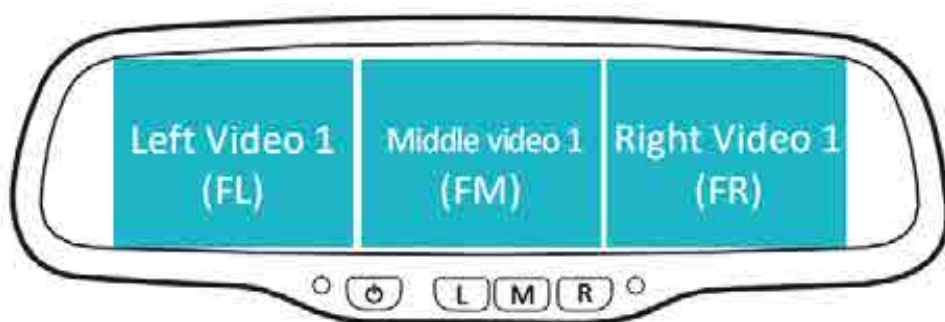 Left Video 1
(FL)
Middle video 1
(FM)
Right Video 1
(FR)
L M R